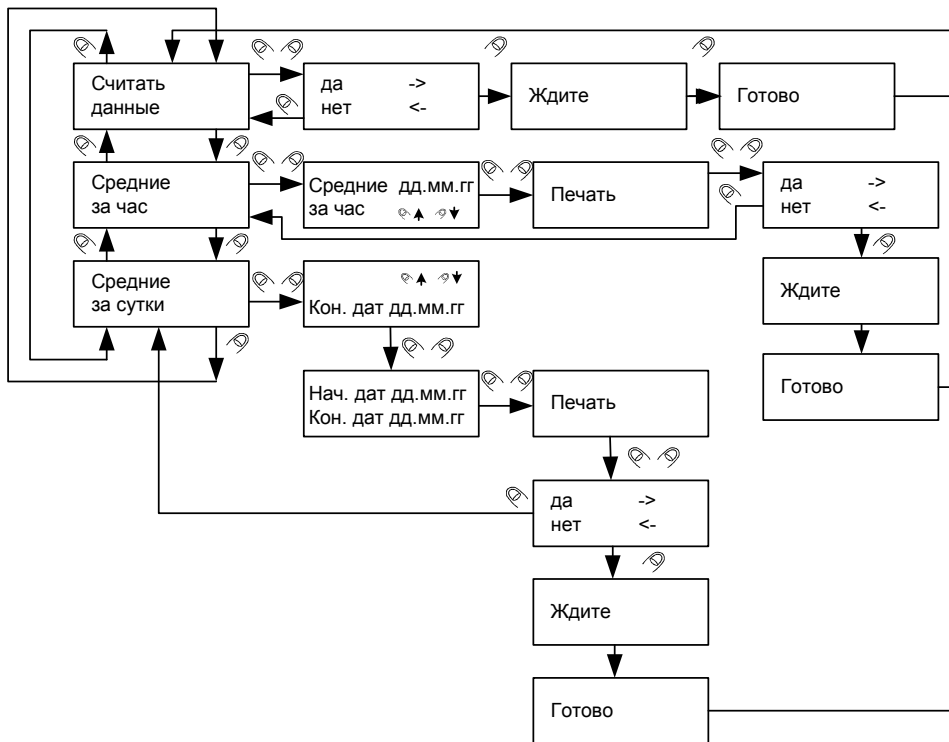 Считать
данные
да ->
нет <-
Ждите
Готово
Средние
за час
Средние дд.мм.гг
за час
Печать
да ->
нет <-
Средние
за сутки
Кон. дат дд.мм.гг
Ждите
Готово
Нач. дат дд.мм.гг
Кон. дат дд.мм.гг
Печать
да ->
нет <-
Ждите
Готово